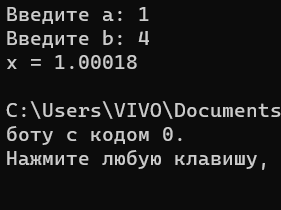 Введите a: 1
Введите b: 4
x = 1.00018
C:\Users\VIVO\Documents
боту с кодом 0.
Нажмите любую клавишу,